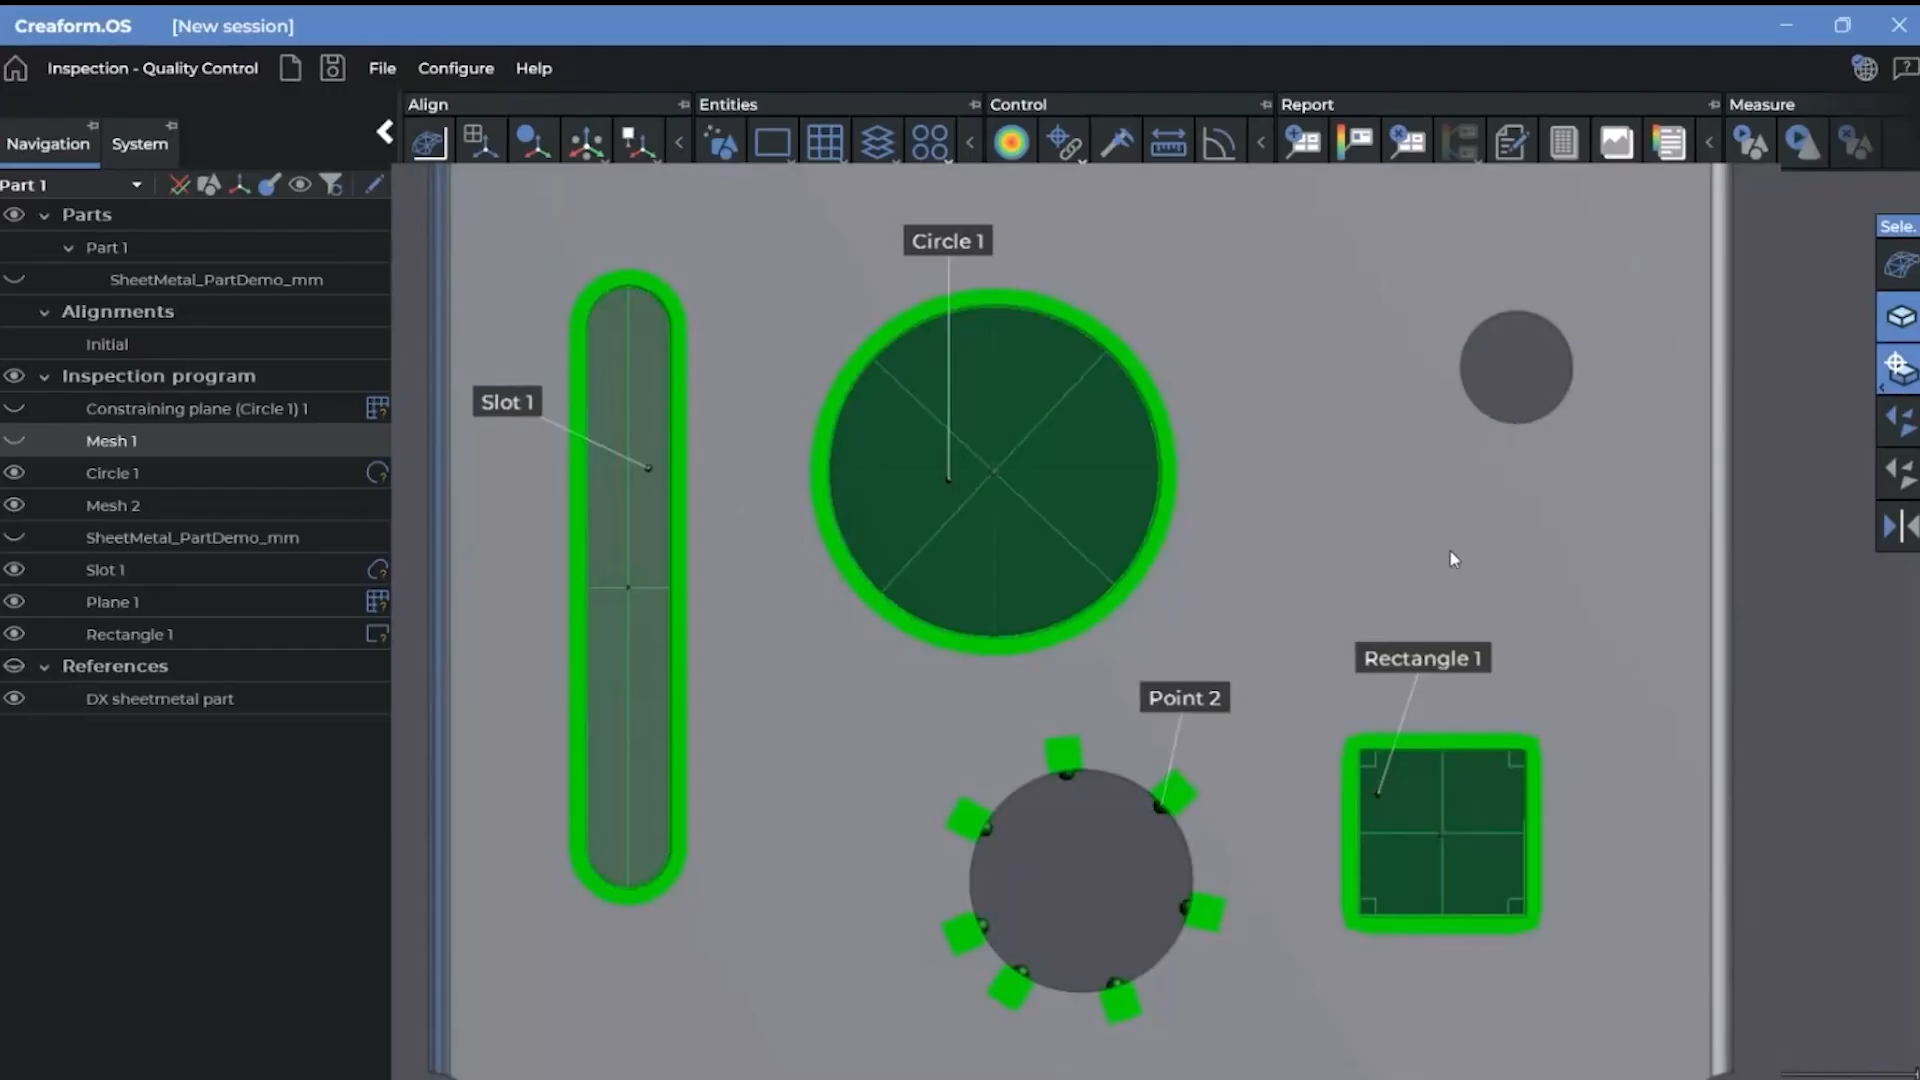 Creaform.OS [New session]
Inspection - Quality Control File Configure Help
Align Entities Control Report Measure
Navigation System
Part 1
Parts
Part 1
SheetMetal_PartDemo_mm
Alignments
Initial
Inspection program
Constraining plane (Circle 1) 1
Mesh 1
Circle 1
Mesh 2
SheetMetal_PartDemo_mm
Slot 1
Plane 1
Rectangle 1
References
DX sheetmetal part
Circle 1
Slot 1
Rectangle 1
Point 2
Sele.